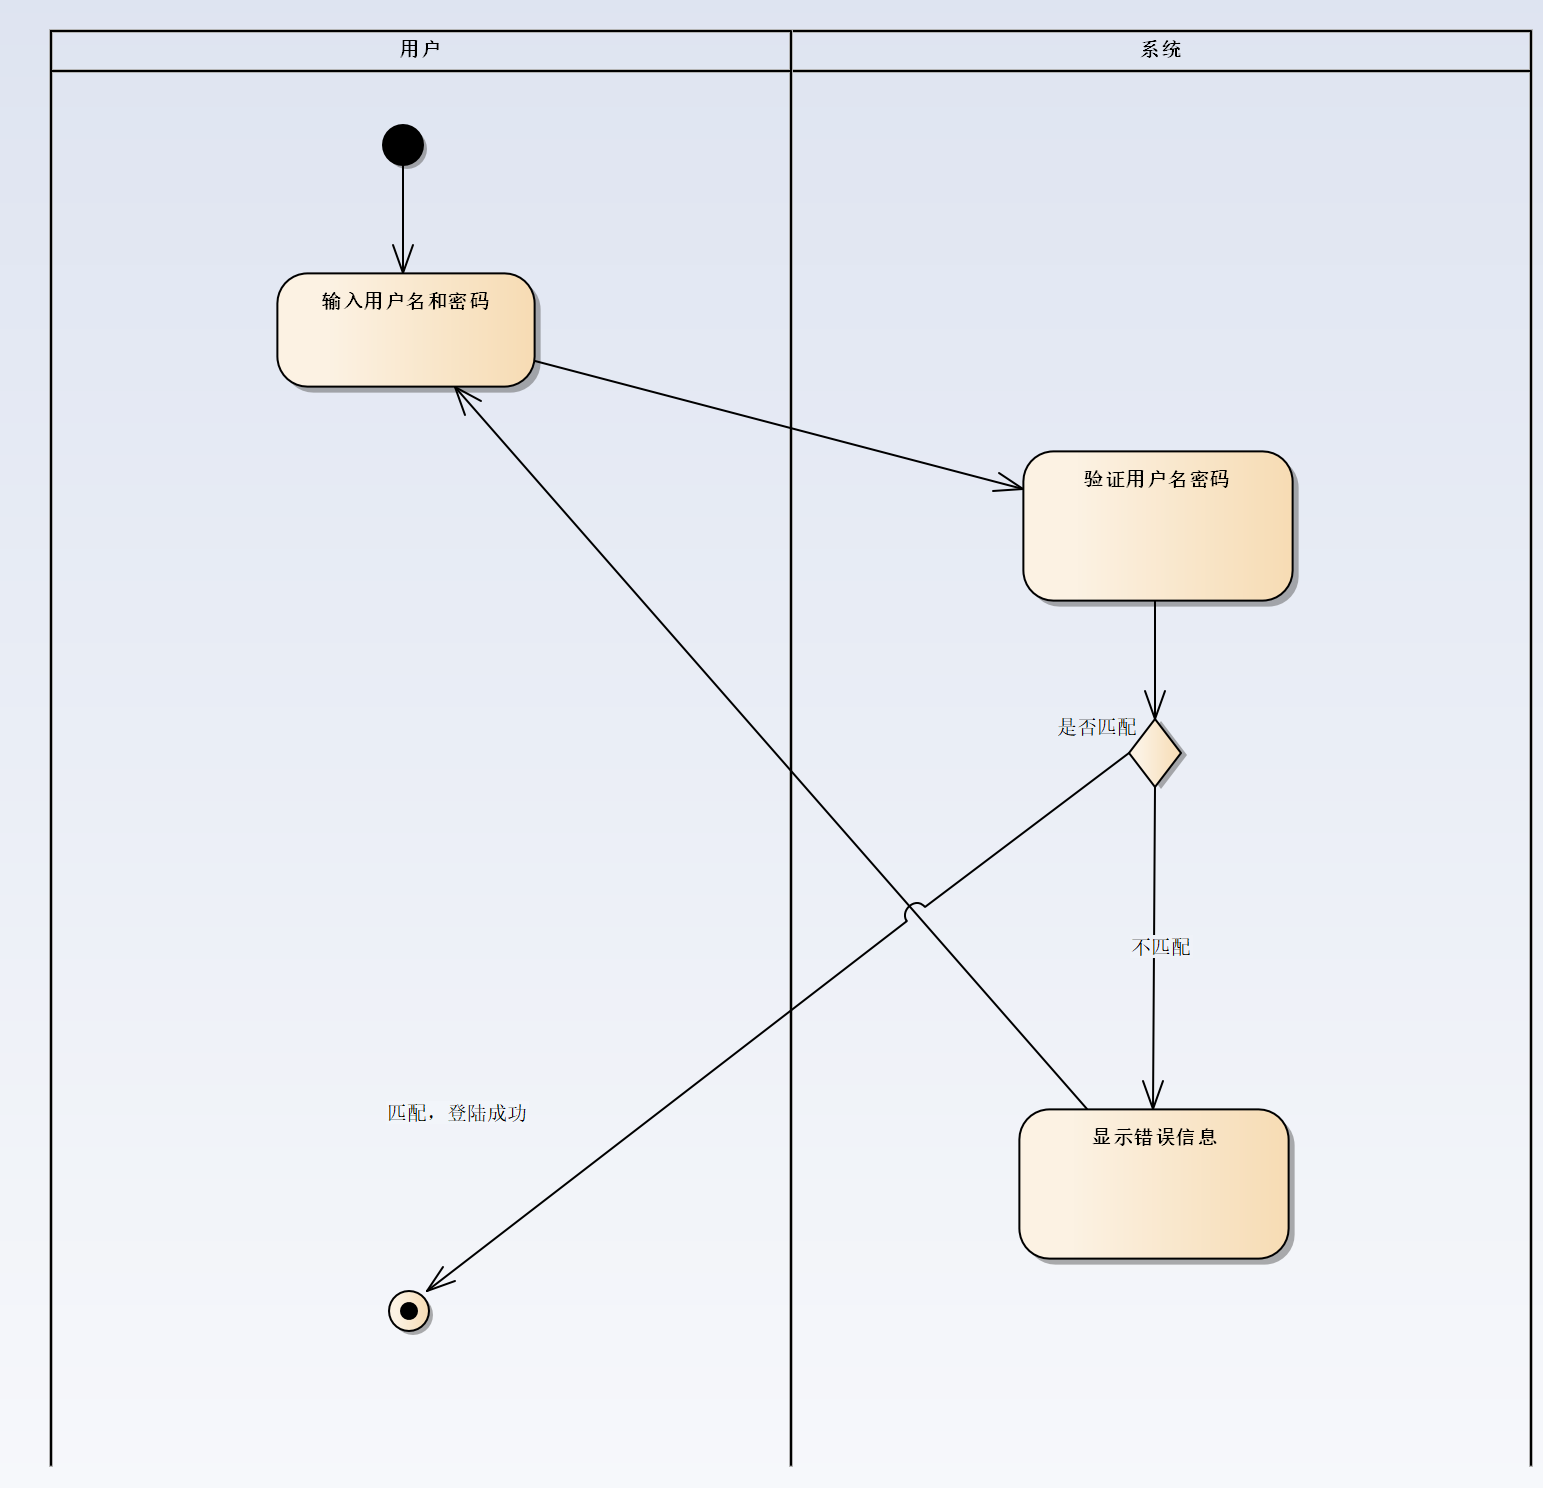 用户
系统
输入用户名和密码
验证用户名密码
是否匹配
不匹配
匹配，登陆成功
显示错误信息